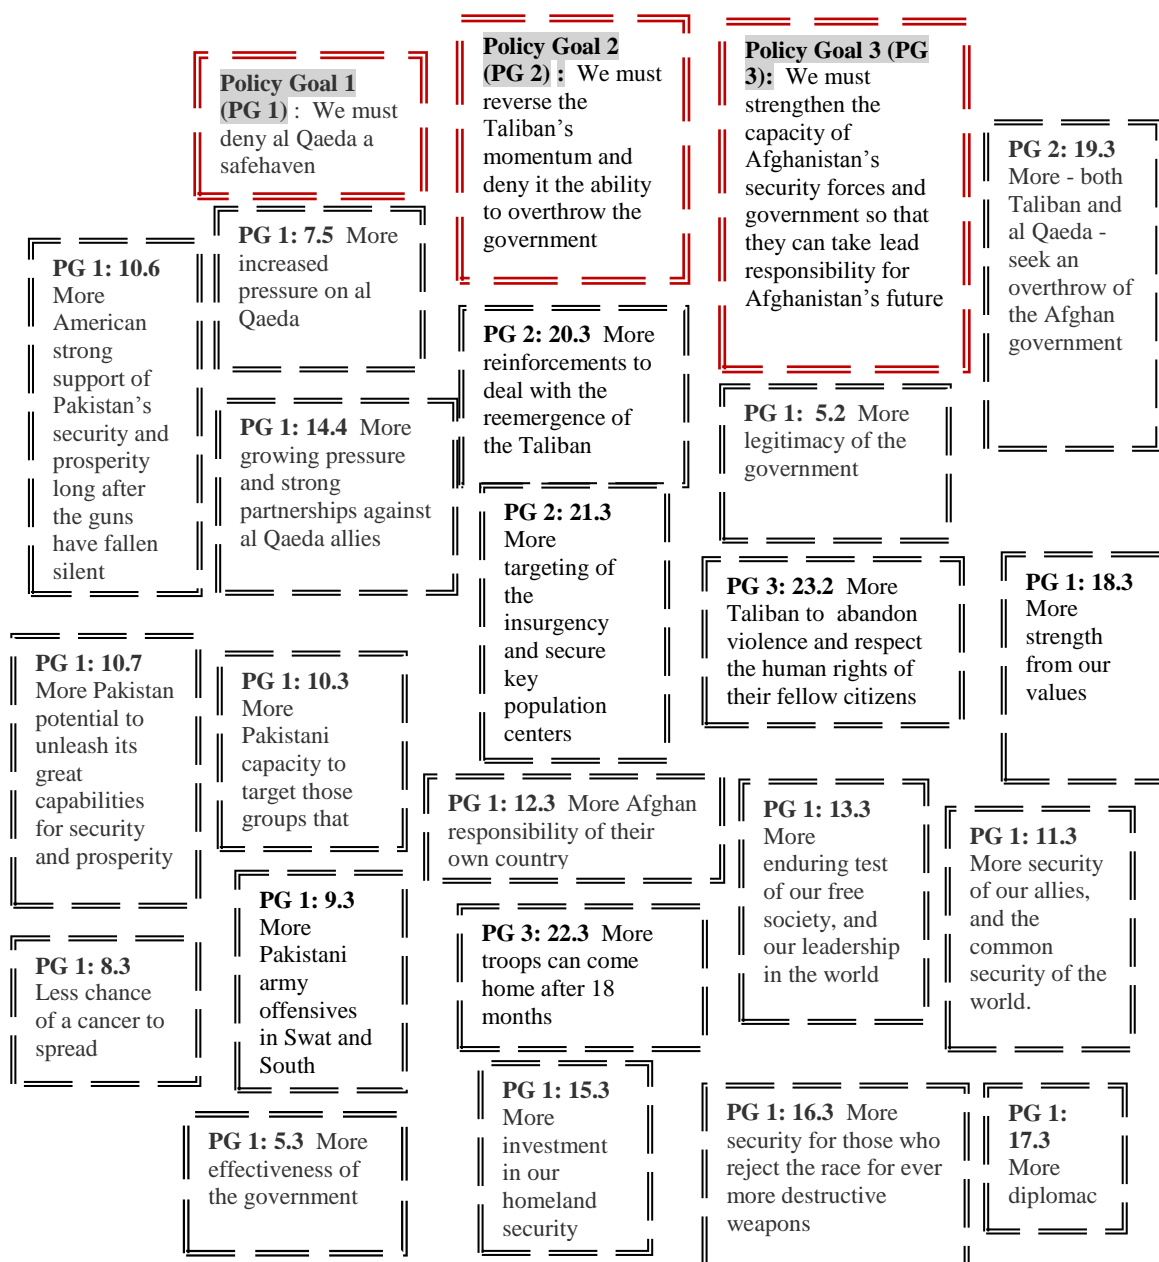 Policy Goal 1
(PG 1) :  We must
deny al Qaeda a
safehaven
Policy Goal 2
(PG 2) :  We must
reverse the
Taliban’s
momentum and
deny it the ability
to overthrow the
government
Policy Goal 3 (PG
3):  We must
strengthen the
capacity of
Afghanistan’s
security forces and
government so that
they can take lead
responsibility for
Afghanistan’s future
PG 2: 19.3
More - both
Taliban and
al Qaeda -
seek an
overthrow of
the Afghan
government
PG 1: 10.6
More
American
strong
support of
Pakistan’s
security and
prosperity
long after
the guns
have fallen
silent
PG 1: 7.5  More
increased
pressure on al
Qaeda
PG 1: 14.4  More
growing pressure
and strong
partnerships against
al Qaeda allies
PG 2: 20.3  More
reinforcements to
deal with the
reemergence of
the Taliban
PG 1:  5.2  More
legitimacy of the
government
PG 2: 21.3
More
targeting of
the
insurgency
and secure
key
population
centers
PG 3: 23.2  More
Taliban to  abandon
violence and respect
the human rights of
their fellow citizens
PG 1: 18.3
More
strength
from our
values
PG 1: 10.7
More Pakistan
potential to
unleash its
great
capabilities
for security
and prosperity
PG 1: 10.3
More
Pakistani
capacity to
target those
groups that
PG 1: 12.3  More Afghan
responsibility of their
own country
PG 1: 13.3
More
enduring test
of our free
society, and
our leadership
in the world
PG 1: 11.3
More security
of our allies,
and the
common
security of the
world.
PG 1: 8.3
Less chance
of a cancer to
spread
PG 1: 9.3
More
Pakistani
army
offensives
in Swat and
South
PG 3: 22.3  More
troops can come
home after 18
months
PG 1: 5.3  More
effectiveness of
the government
PG 1: 15.3
More
investment
in our
homeland
security
PG 1: 16.3  More
security for those who
reject the race for ever
more destructive
weapons
PG 1:
17.3
More
diplomac